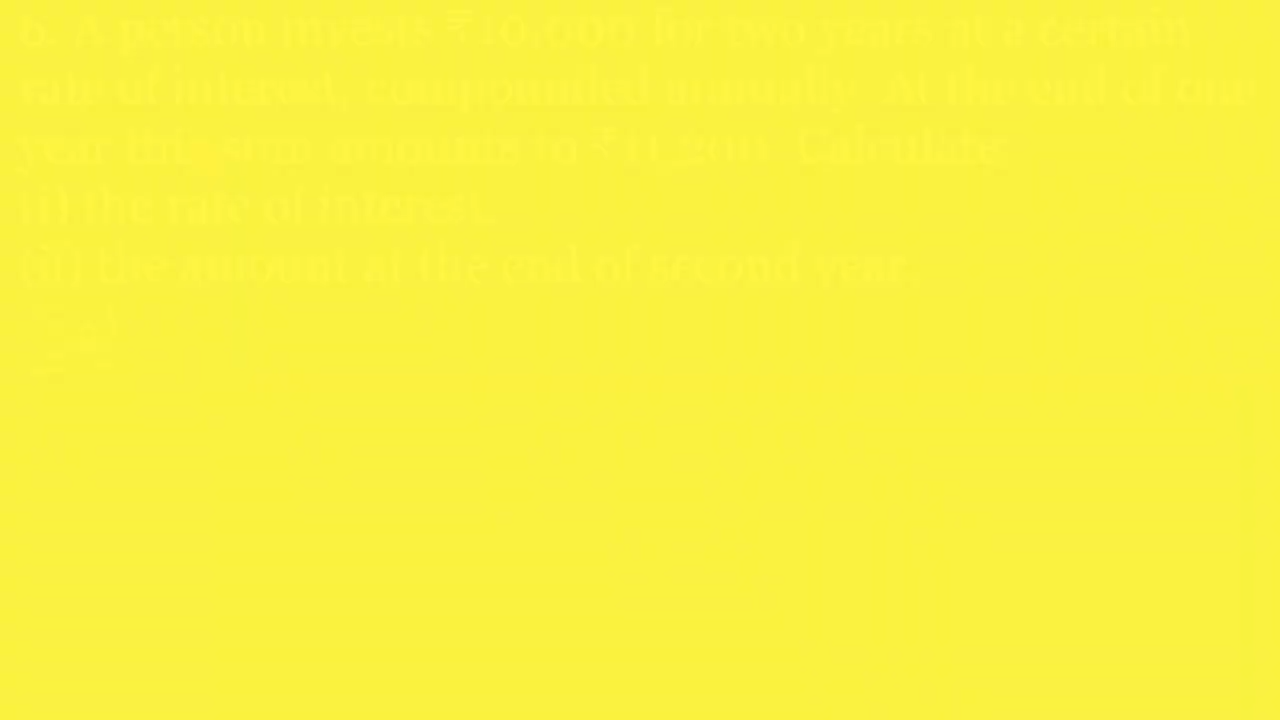 6. A person invests ₹10,000 for two years at a certain
rate of interest, compounded annually. At the end of one
year this sum amounts to ₹11,200. Calculate:
(i) the rate of interest.
(ii) the amount at the end of second year.